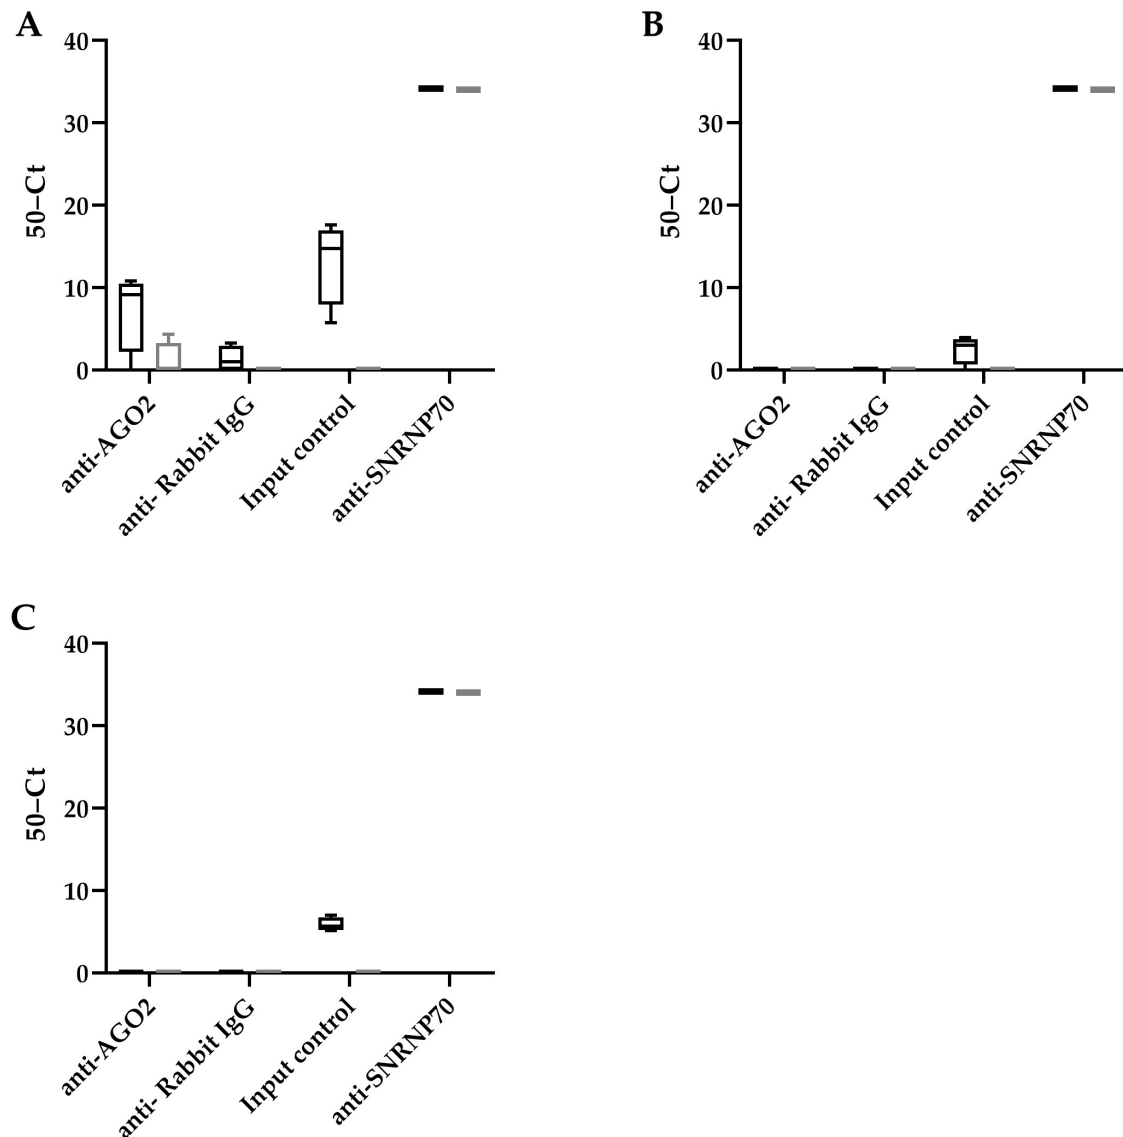 A
40
30
20
10
0
50–Ct
anti-AGO2
anti- Rabbit IgG
Input control
anti-SNRNP70
B
40
30
20
10
0
50–Ct
anti-AGO2
anti- Rabbit IgG
Input control
anti-SNRNP70
C
40
30
20
10
0
50–Ct
anti-AGO2
anti- Rabbit IgG
Input control
anti-SNRNP70